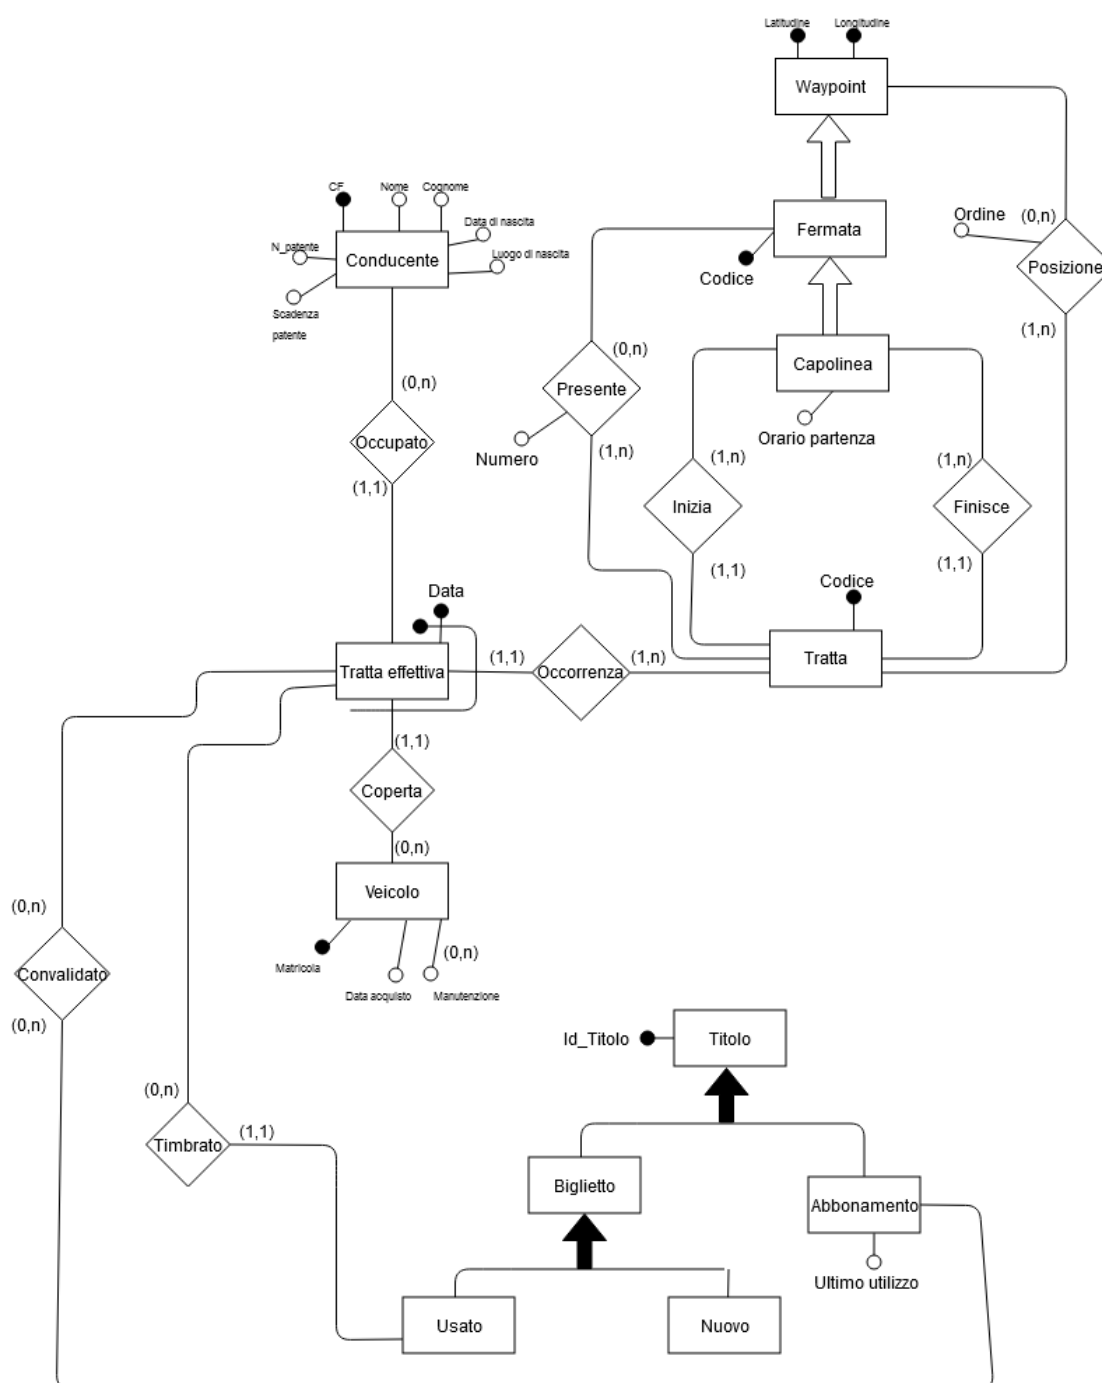 Latitudine
Longitudine
Waypoint
CF
Nome
Cognome
Data di nascita
N_patente
Conducente
Luogo di nascita
Scadenza
patente
Fermata
Codice
Ordine
(0,n)
Posizione
(1,n)
Capolinea
Orario partenza
(0,n)
Presente
(1,n)
Numero
(0,n)
Occupato
(1,1)
(1,n)
Inizia
(1,1)
(1,n)
Finisce
(1,1)
Codice
Tratta
Data
Tratta effettiva
(1,1)
Occorrenza
(1,n)
(1,1)
Coperta
(0,n)
Veicolo
Matricola
Data acquisto
(0,n)
Manutenzione
(0,n)
Convalidato
(0,n)
(0,n)
Timbrato
(1,1)
Id_Titolo
Titolo
Biglietto
Abbonamento
Ultimo utilizzo
Usato
Nuovo